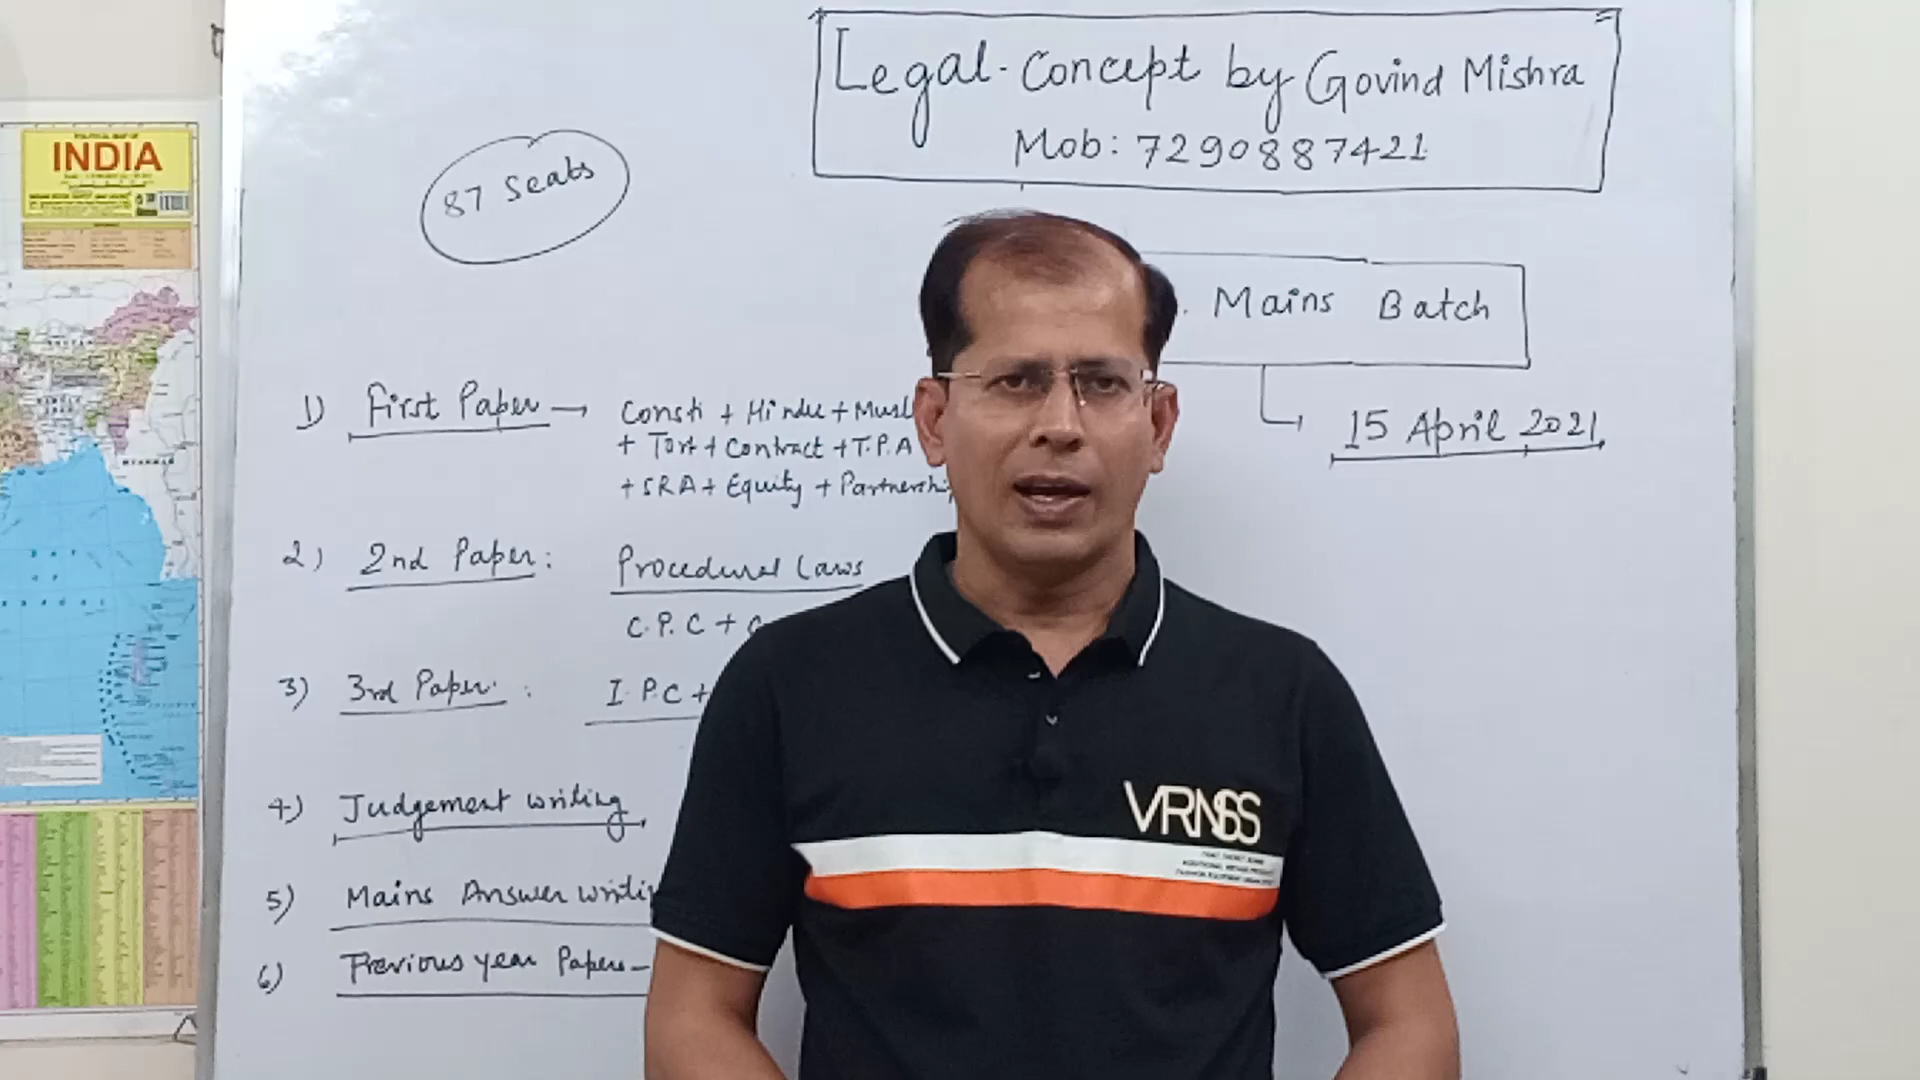 Legal-Concept by Govind Mishra
Mob: 7290887421
87 Seats
Mains Batch
15 April 2021
1) First Paper → Consti + Hindu + Musl
+ Tort + Contract + T.P.A
+ SRA + Equity + Partnership
2) 2nd Paper: Procedural Laws
C.P.C +
3) 3rd Paper : I.P.C +
4) Judgement writing
5) Mains Answer writi
6) Previous year Papers-
INDIA
VRNSS